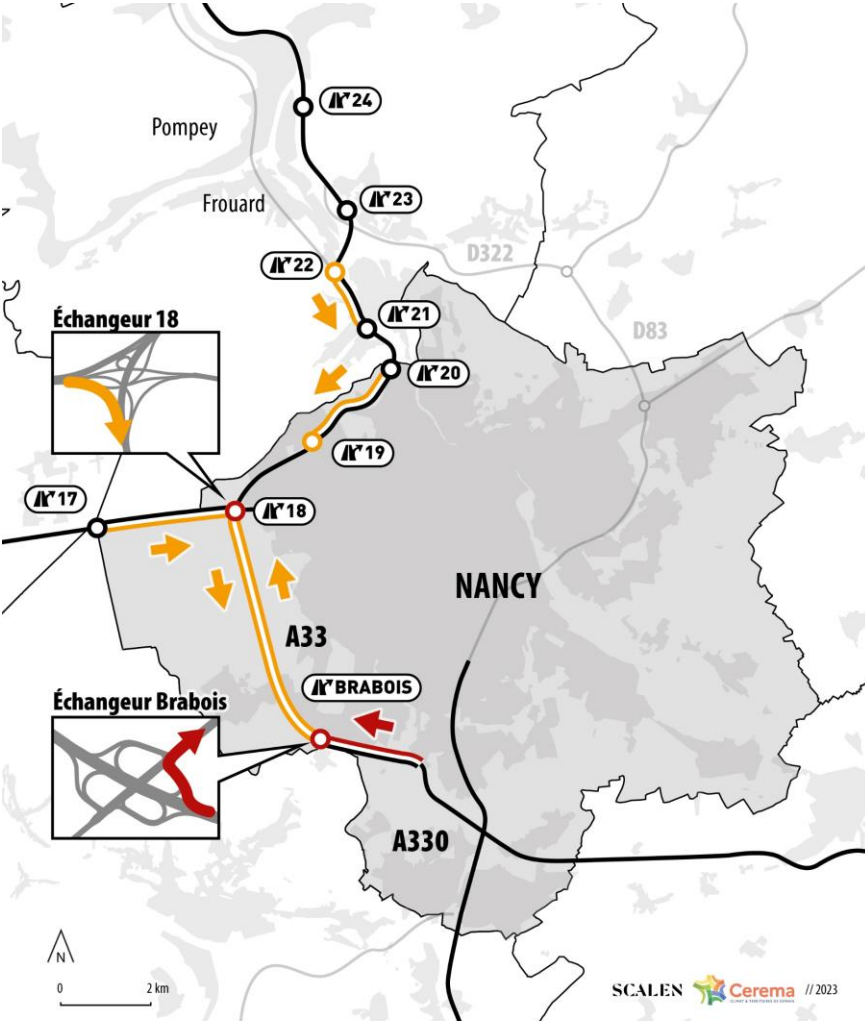 24
Pompey
Frouard
23
D322
22
Échangeur 18
21
D83
20
19
17
18
NANCY
A33
BRABOIS
Échangeur Brabois
A330
N
0 2 km
SCALEN Cerema // 2023